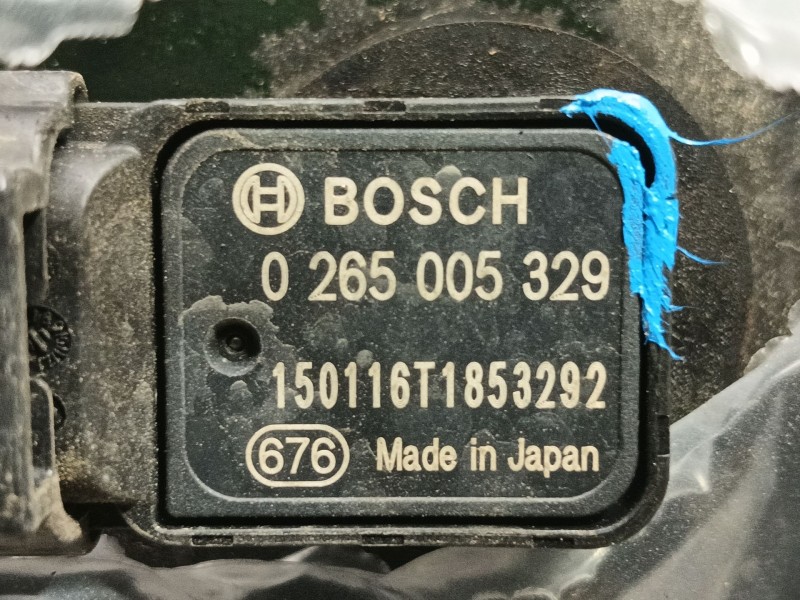 BOSCH
0 265 005 329
150116T1853292
676 Made in Japan